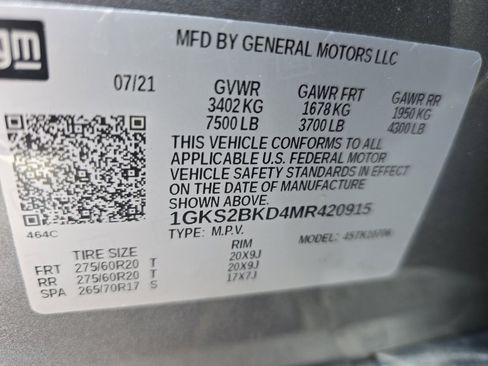 gm
MFD BY GENERAL MOTORS LLC
07/21 GVWR GAWR FRT GAWR RR
3402 KG 1678 KG 1950 KG
7500 LB 3700 LB 4300 LB
THIS VEHICLE CONFORMS TO ALL
APPLICABLE U.S. FEDERAL MOTOR
VEHICLE SAFETY STANDARDS IN EFFECT
ON THE DATE OF MANUFACTURE
SHOWN ABOVE.
1GKS2BKD4MR420915
464C
TYPE: M.P.V. MODEL:
TIRE SIZE RIM
FRT 275/60R20 T 20X9J
RR 275/60R20 T 20X9J
SPA 265/70R17 S 17X7J